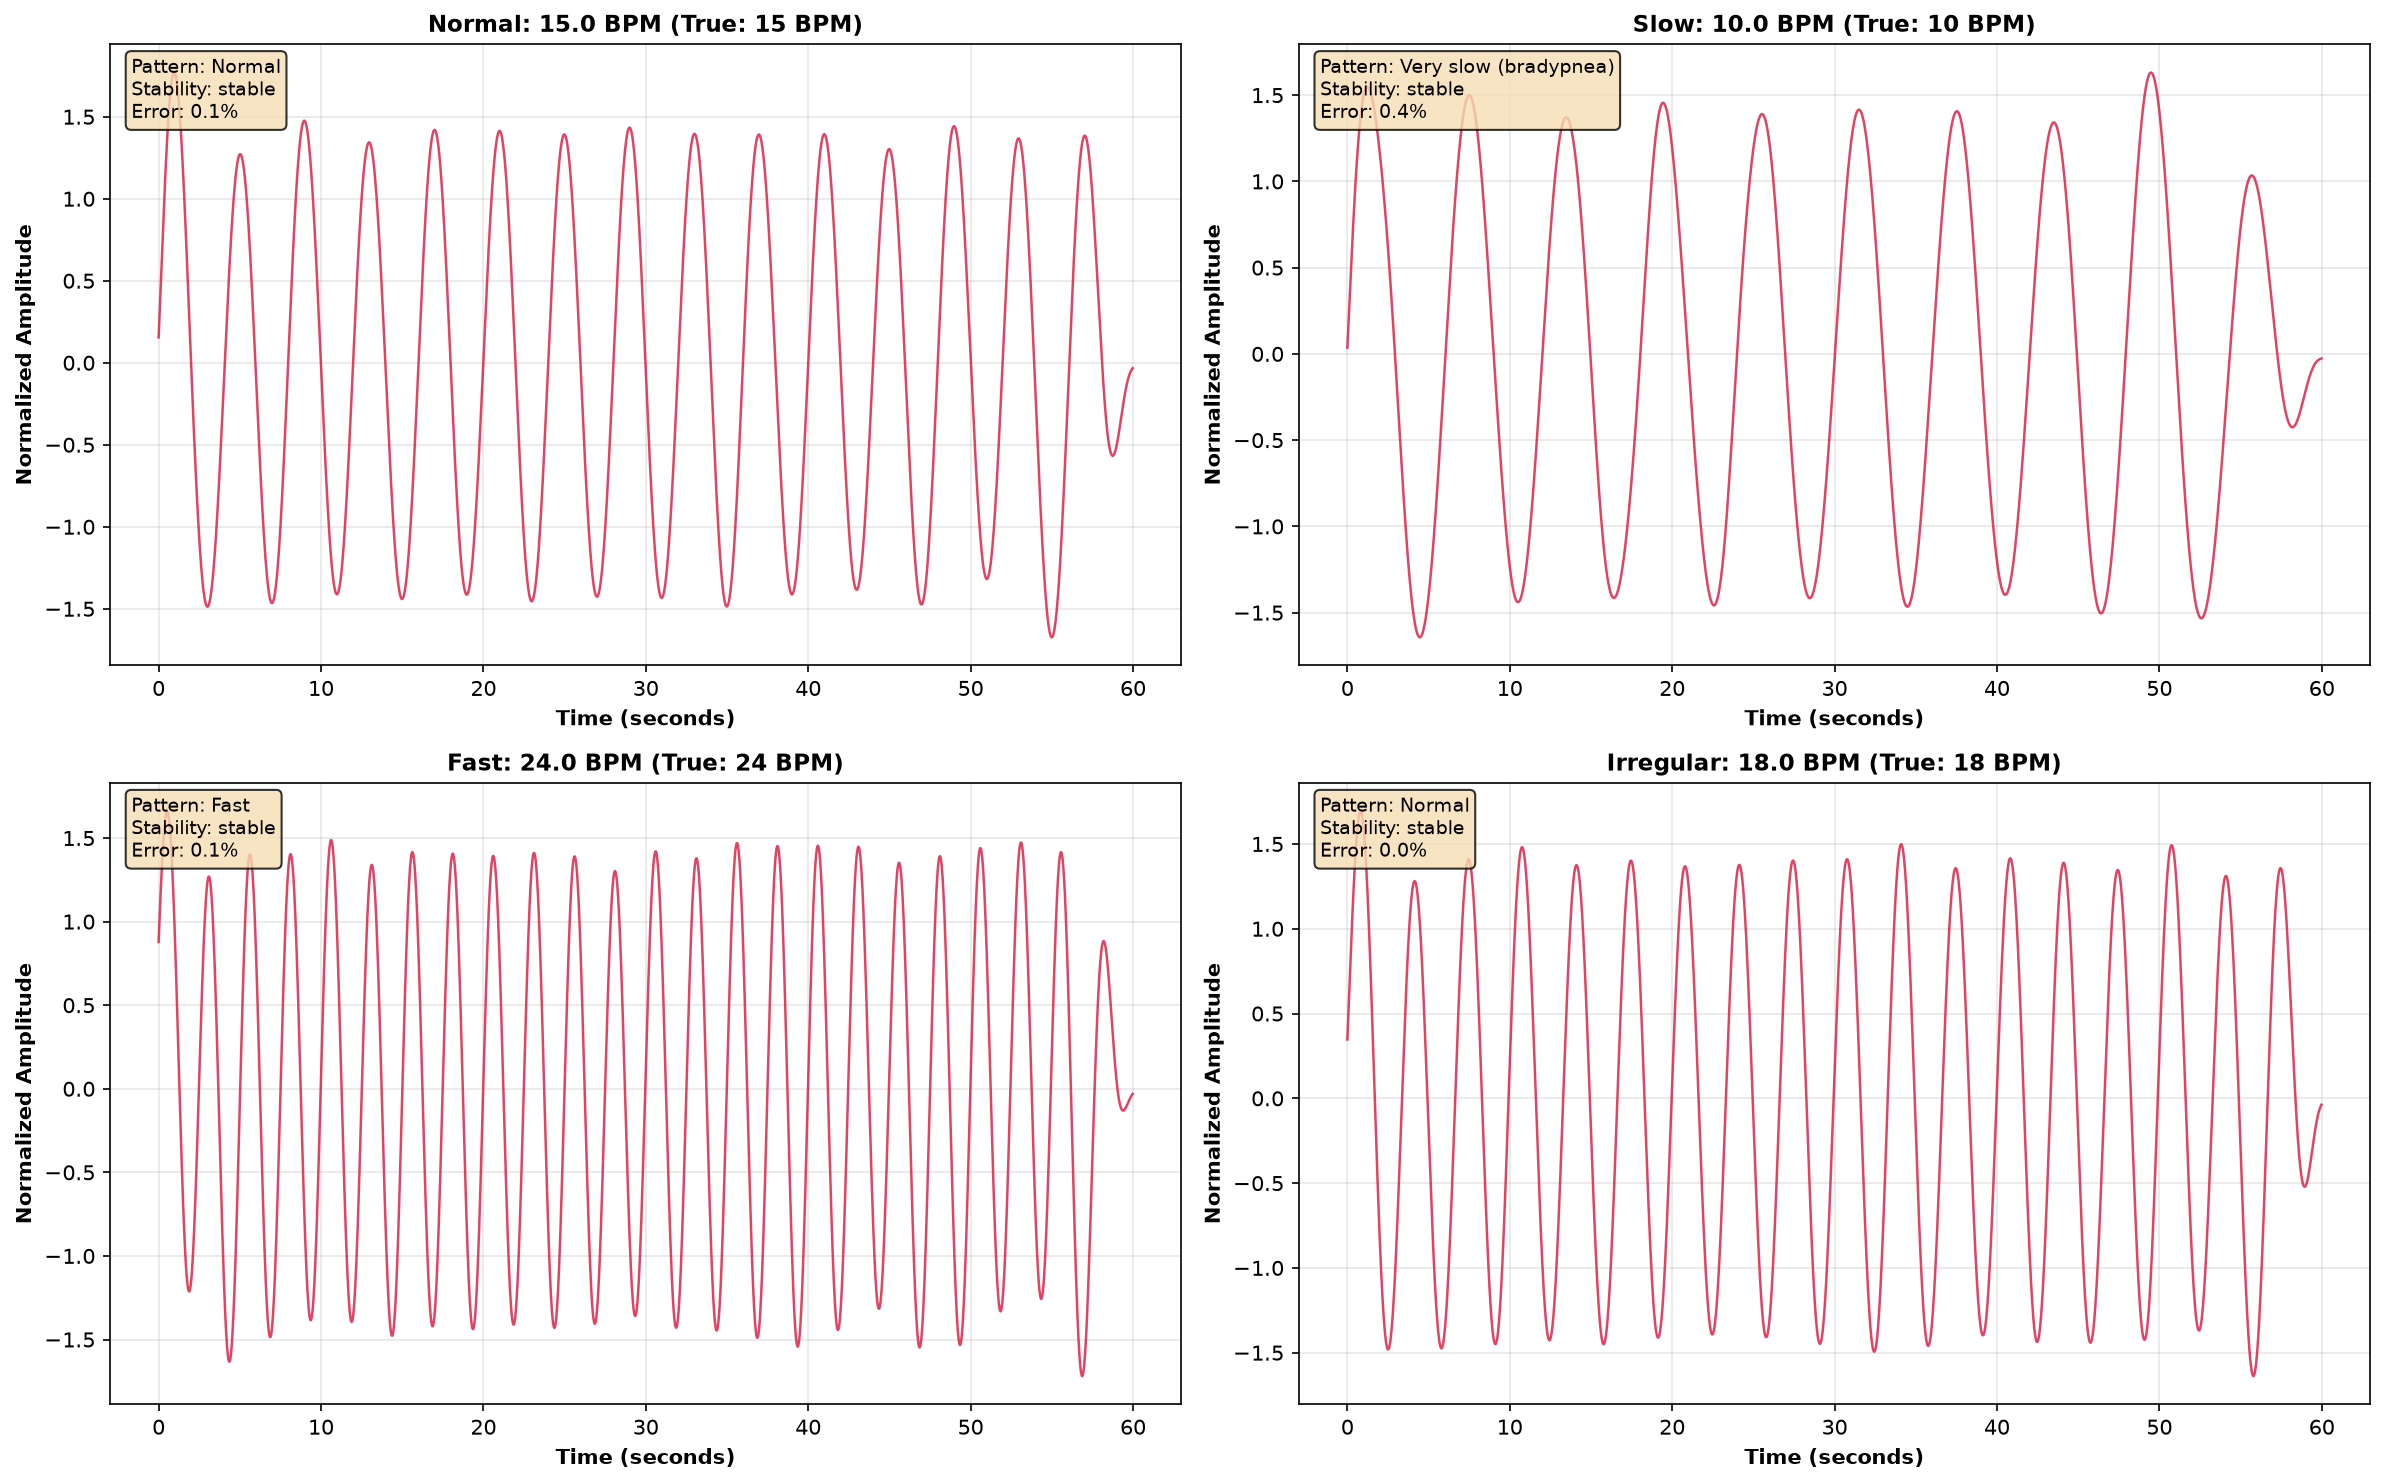 Normal: 15.0 BPM (True: 15 BPM)
Pattern: Normal
Stability: stable
Error: 0.1%
Normalized Amplitude
1.5
1.0
0.5
0.0
−0.5
−1.0
−1.5
0 10 20 30 40 50 60
Time (seconds)
Slow: 10.0 BPM (True: 10 BPM)
Pattern: Very slow (bradypnea)
Stability: stable
Error: 0.4%
Normalized Amplitude
1.5
1.0
0.5
0.0
−0.5
−1.0
−1.5
0 10 20 30 40 50 60
Time (seconds)
Fast: 24.0 BPM (True: 24 BPM)
Pattern: Fast
Stability: stable
Error: 0.1%
Normalized Amplitude
1.5
1.0
0.5
0.0
−0.5
−1.0
−1.5
0 10 20 30 40 50 60
Time (seconds)
Irregular: 18.0 BPM (True: 18 BPM)
Pattern: Normal
Stability: stable
Error: 0.0%
Normalized Amplitude
1.5
1.0
0.5
0.0
−0.5
−1.0
−1.5
0 10 20 30 40 50 60
Time (seconds)